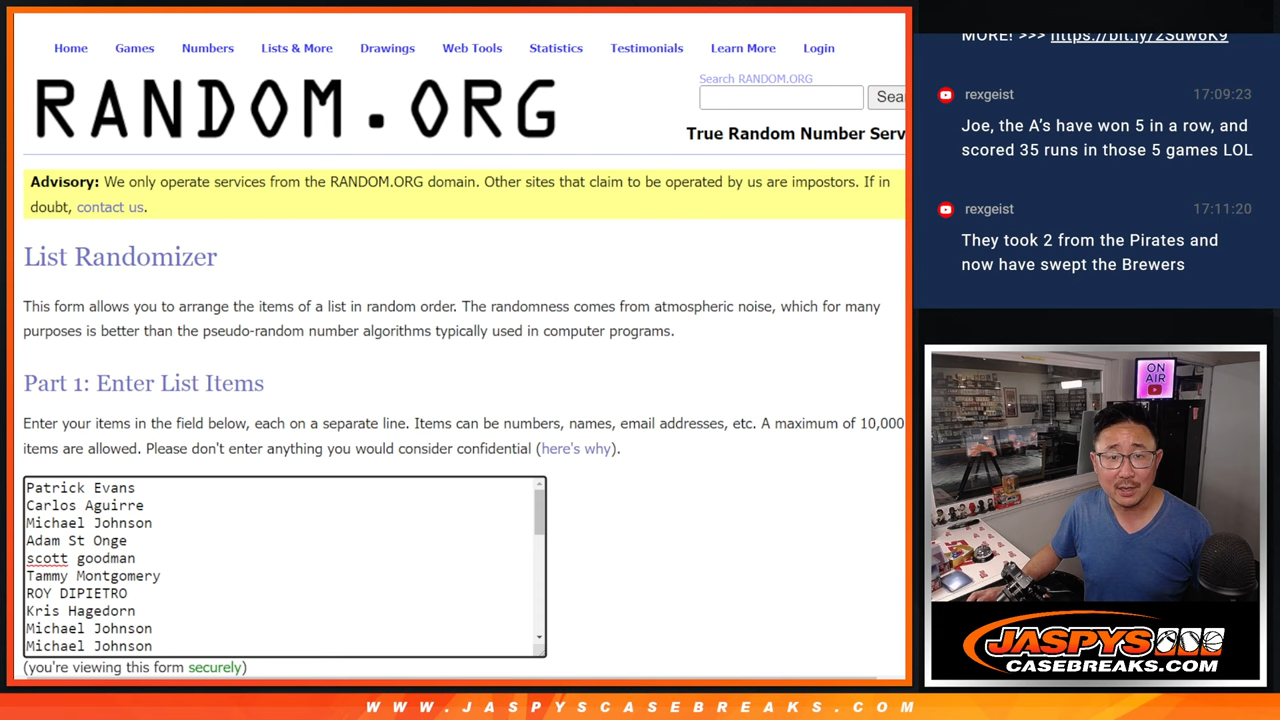 Home Games Numbers Lists & More Drawings Web Tools Statistics Testimonials Learn More Login
RANDOM.ORG
Search RANDOM.ORG
Sea
True Random Number Serv
Advisory: We only operate services from the RANDOM.ORG domain. Other sites that claim to be operated by us are impostors. If in
doubt, contact us.
List Randomizer
This form allows you to arrange the items of a list in random order. The randomness comes from atmospheric noise, which for many
purposes is better than the pseudo-random number algorithms typically used in computer programs.
Part 1: Enter List Items
Enter your items in the field below, each on a separate line. Items can be numbers, names, email addresses, etc. A maximum of 10,000
items are allowed. Please don't enter anything you would consider confidential (here's why).
Patrick Evans
Carlos Aguirre
Michael Johnson
Adam St Onge
scott goodman
Tammy Montgomery
ROY DIPIETRO
Kris Hagedorn
Michael Johnson
Michael Johnson
(you're viewing this form securely)
MORE! >>> https://bit.ly/2Sdw6K9
rexgeist 17:09:23
Joe, the A's have won 5 in a row, and
scored 35 runs in those 5 games LOL
rexgeist 17:11:20
They took 2 from the Pirates and
now have swept the Brewers
ON
AIR
JASPYS
CASEBREAKS.COM
WWW.JASPYSCASEBREAKS.COM